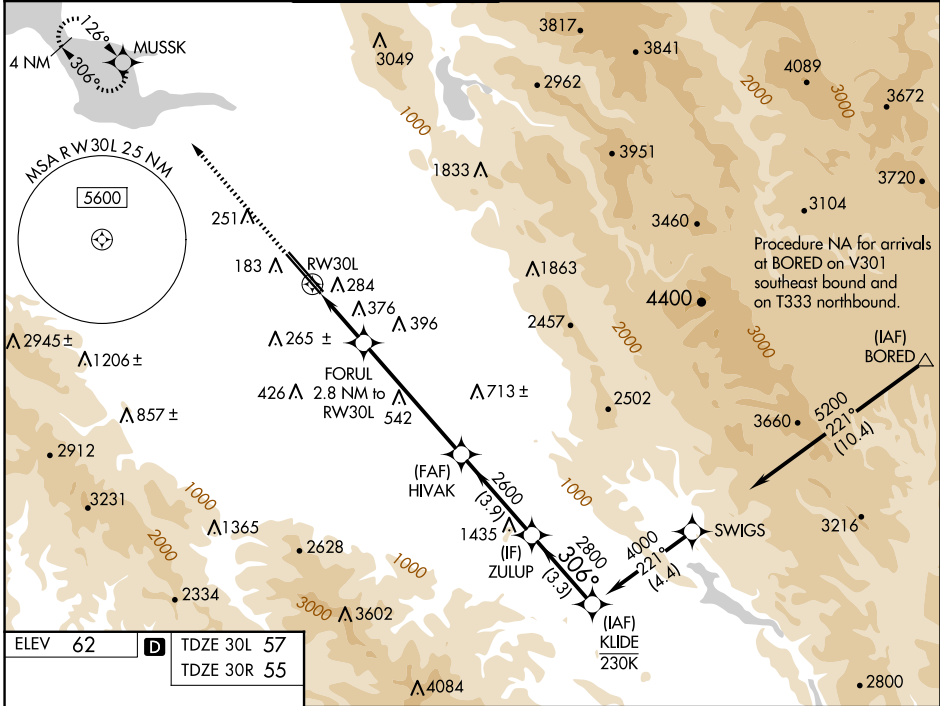 126°
MUSSK
4 NM
306°
3817
3841
3049
4089
2962
2000
3000
3672
1000
3951
MSA RW30L 25 NM
1833
3720
5600
3104
251
3460
Procedure NA for arrivals
at BORED on V301
southeast bound and
on T333 northbound.
183
RW30L
284
1863
4400
376
396
2457
2945 ±
265 ±
2000
3000
(IAF)
BORED
1206 ±
FORUL
2.8 NM to
RW30L
426
542
713 ±
2502
5200
221°
(10.4)
857 ±
3660
2912
(FAF)
HIVAK
2600
(3.9)
1000
3231
1000
1365
1435
SWIGS
3216
2000
2628
(IF)
ZULUP
2800
306°
(3.3)
4000
221°
(4.4)
1000
2334
3000
3602
(IAF)
KLIDE
230K
ELEV 62
D
TDZE 30L 57
TDZE 30R 55
4084
2800